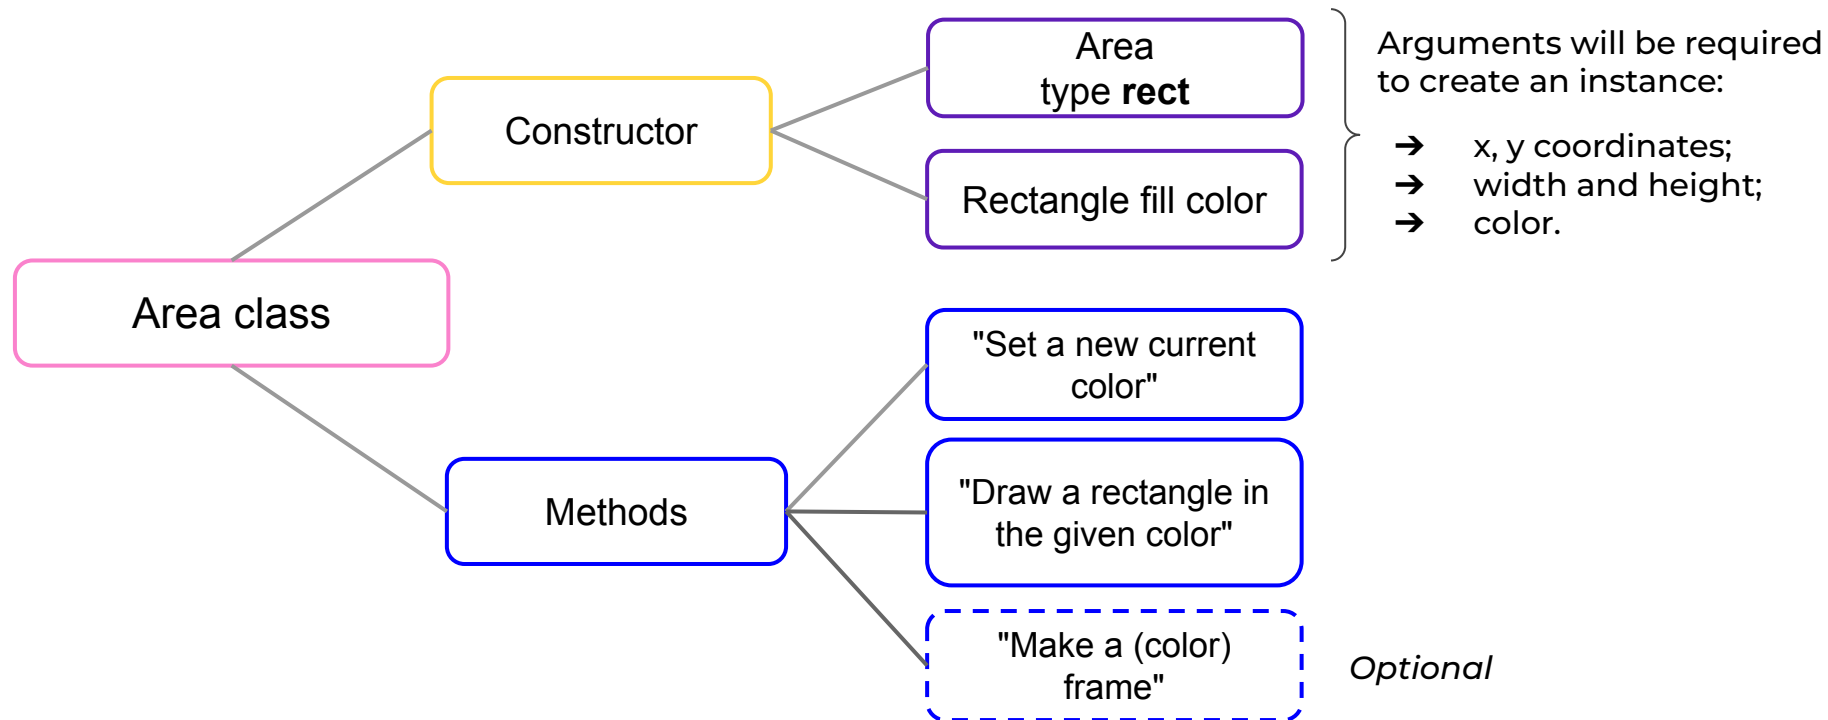 Area class
Constructor
Area
type rect
Rectangle fill color
Arguments will be required
to create an instance:
➔ x, y coordinates;
➔ width and height;
➔ color.
Methods
"Set a new current
color"
"Draw a rectangle in
the given color"
"Make a (color)
frame"
Optional